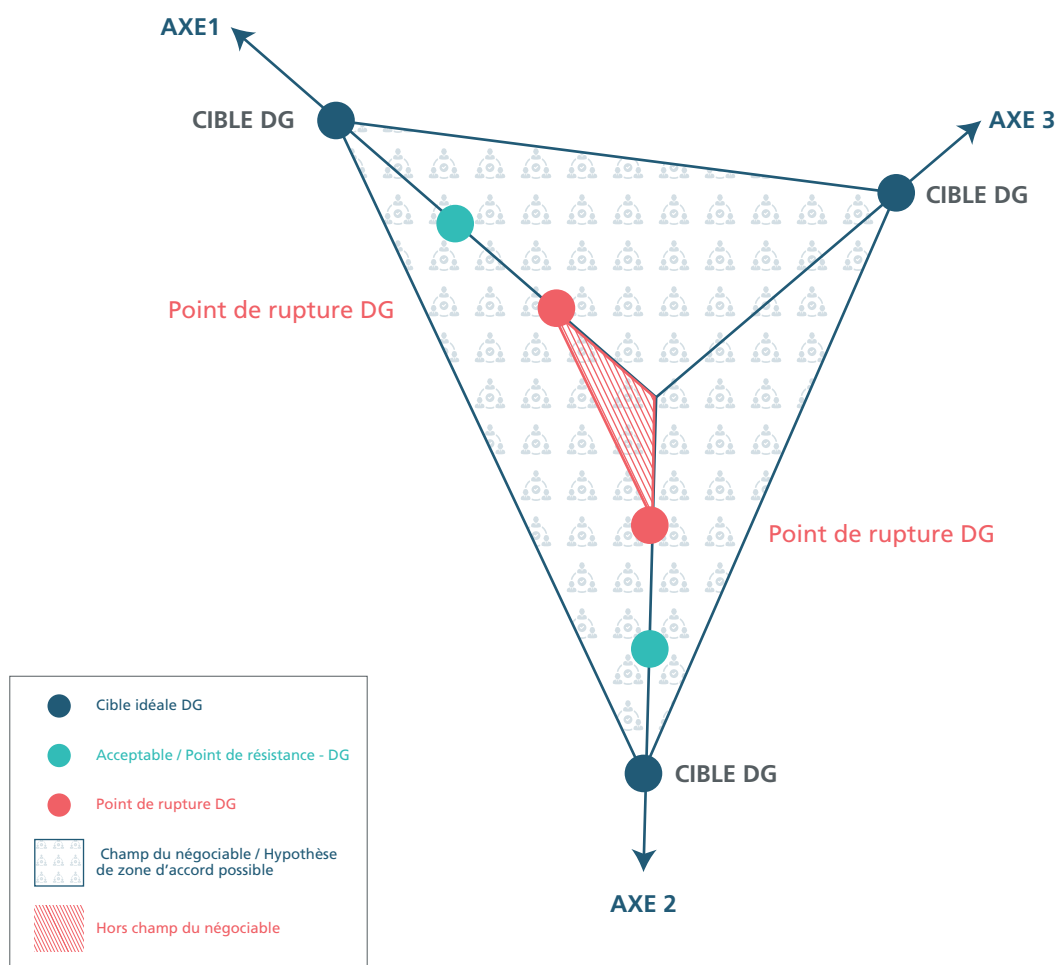 AXE1
CIBLE DG
AXE 3
CIBLE DG
Point de rupture DG
Point de rupture DG
CIBLE DG
AXE 2
Cible idéale DG
Acceptable / Point de résistance - DG
Point de rupture DG
Champ du négociable / Hypothèse
de zone d'accord possible
Hors champ du négociable